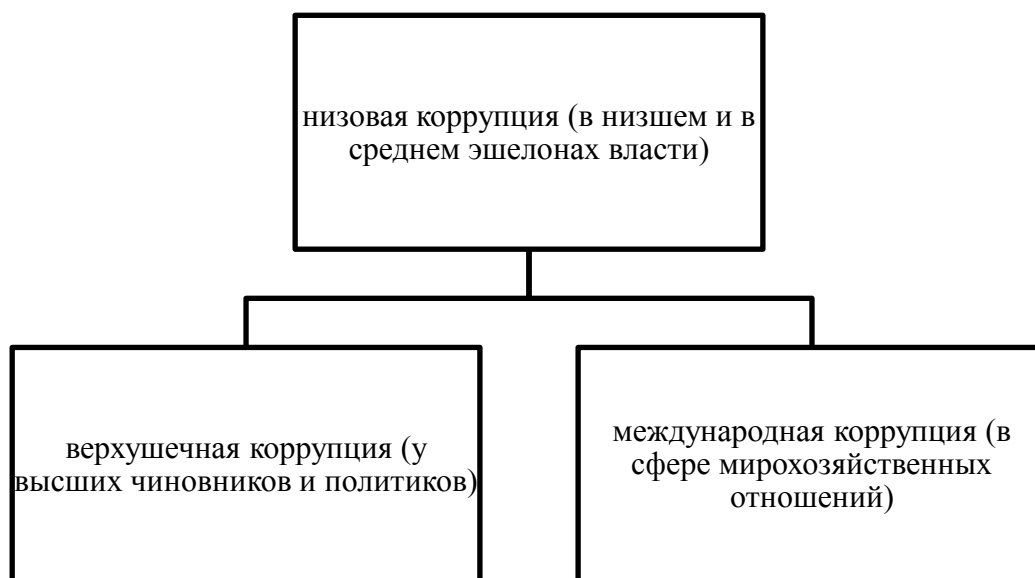 низовая коррупция (в низшем и в
среднем эшелонах власти)
верхушечная коррупция (у
высших чиновников и политиков)
международная коррупция (в
сфере мирохозяйственных
отношений)